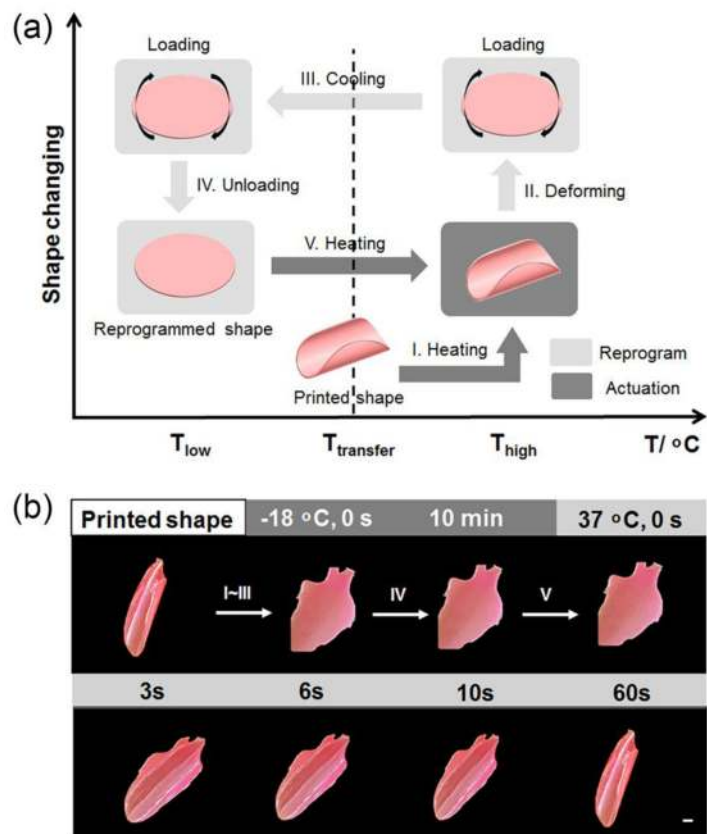 (a)
Loading
Loading
III. Cooling
IV. Unloading
II. Deforming
V. Heating
Reprogrammed shape
I. Heating
Printed shape
Reprogram
Actuation
Shape changing
T_low
T_transfer
T_high
T/ °C
(b)
Printed shape
-18 °C, 0 s
10 min
37 °C, 0 s
I~III
IV
V
3s
6s
10s
60s